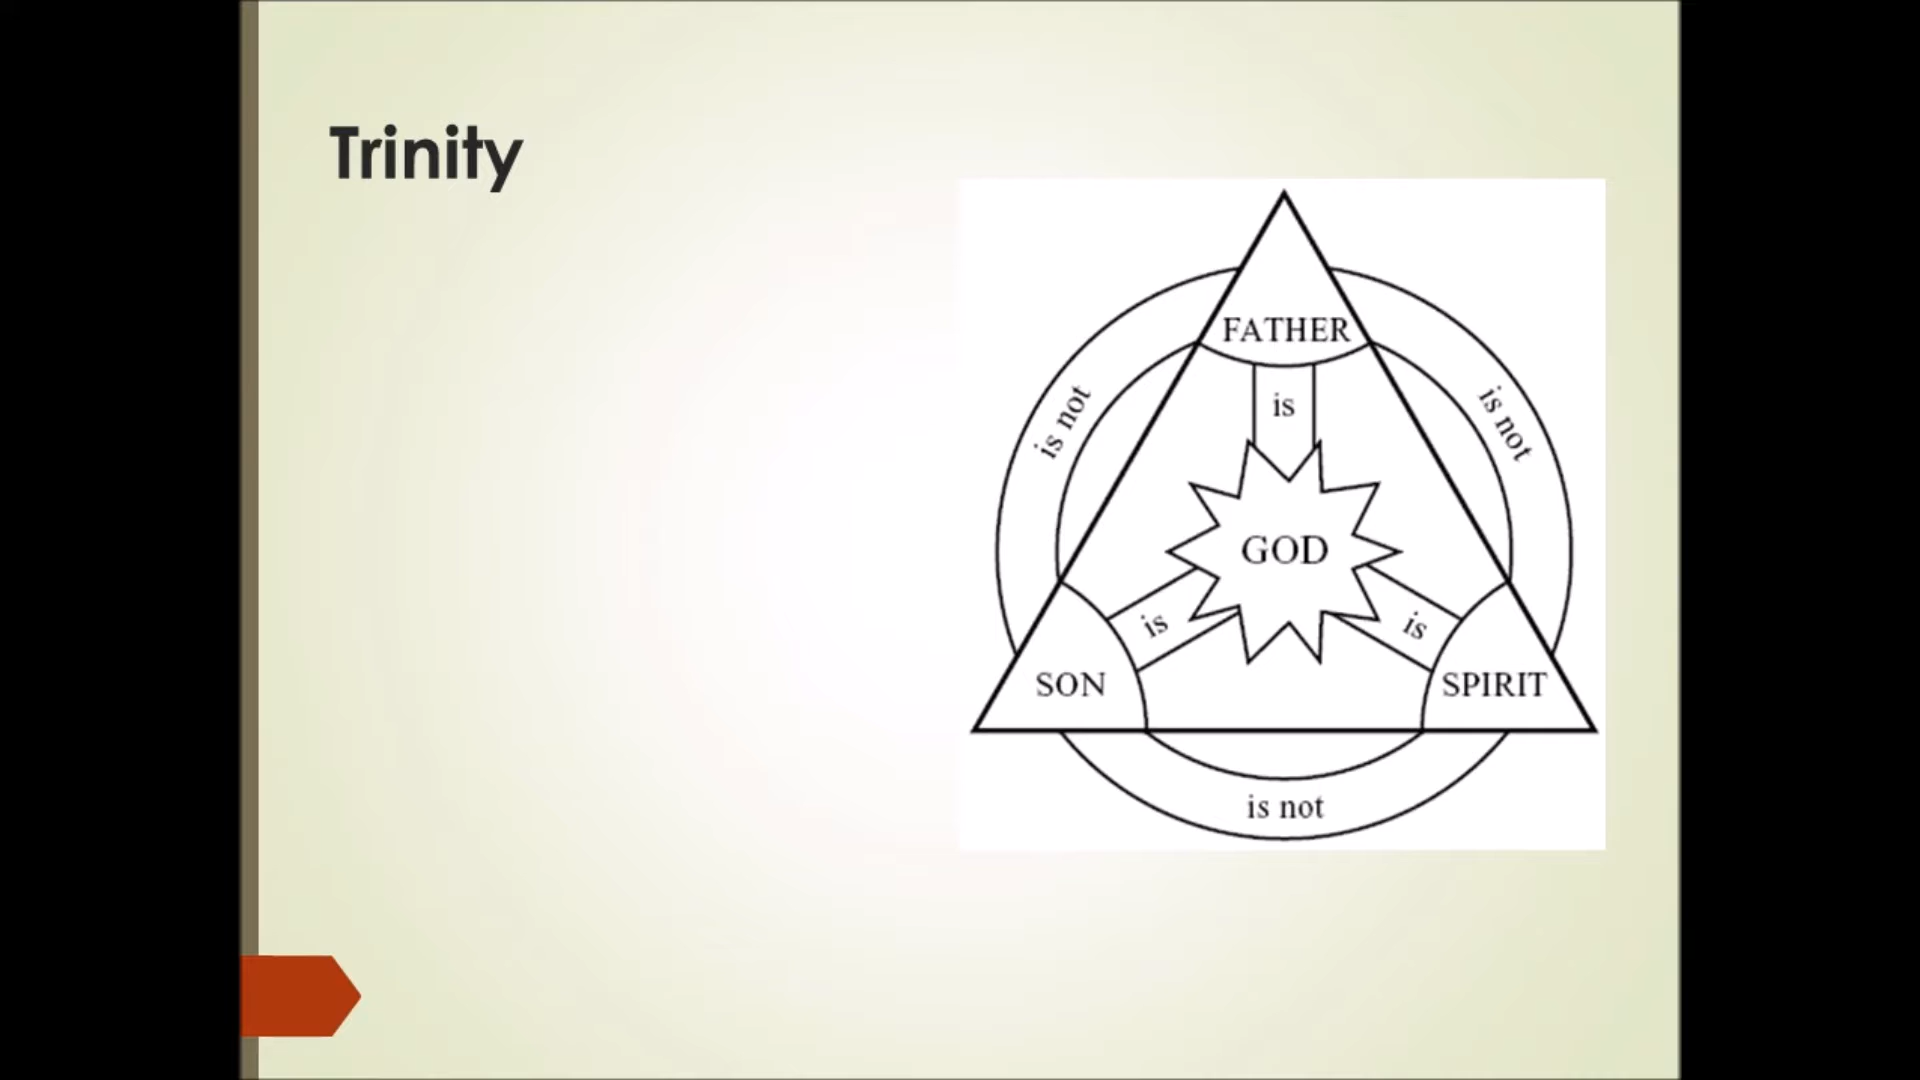 Trinity
FATHER
is not
is
is not
GOD
is
is
SON
SPIRIT
is not